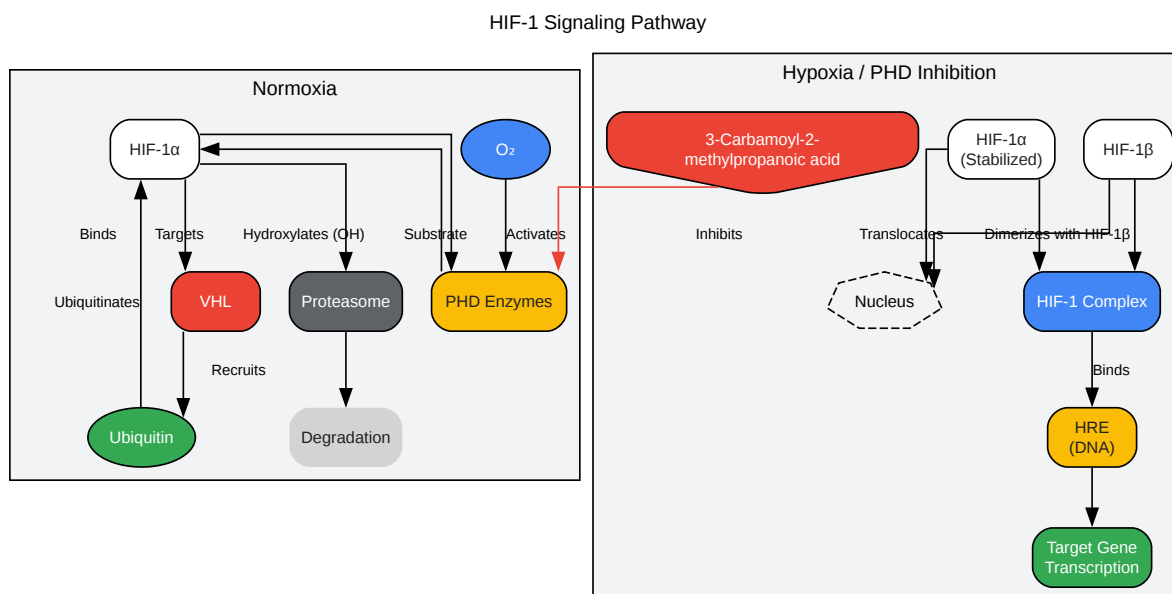 HIF-1 Signaling Pathway
Normoxia
Hypoxia / PHD Inhibition
HIF-1α
O₂
3-Carbamoyl-2-
methylpropanoic acid
HIF-1α
(Stabilized)
HIF-1β
Binds
Targets
Hydroxylates (OH)
Substrate
Activates
Inhibits
Translocates
Dimerizes with HIF-1β
Ubiquitinates
VHL
Proteasome
PHD Enzymes
Nucleus
HIF-1 Complex
Recruits
Binds
Ubiquitin
Degradation
HRE
(DNA)
Target Gene
Transcription